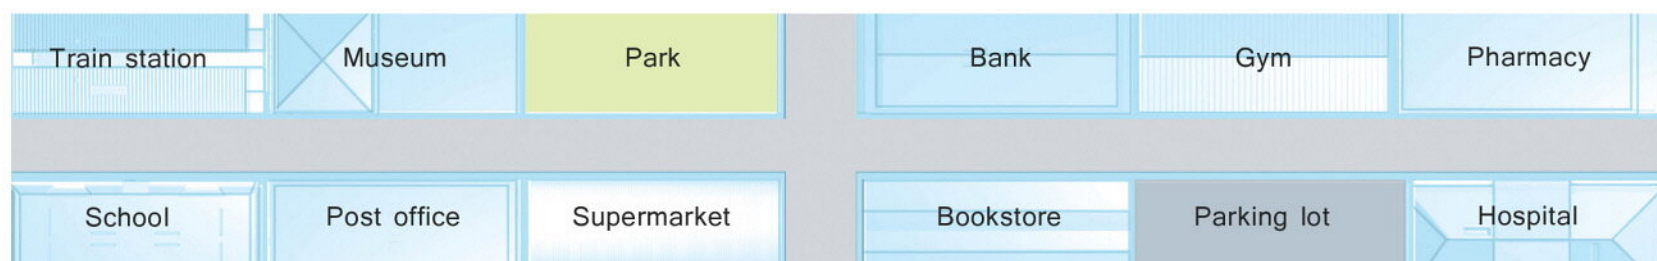 Train station Museum Park Bank Gym Pharmacy
School Post office Supermarket Bookstore Parking lot Hospital